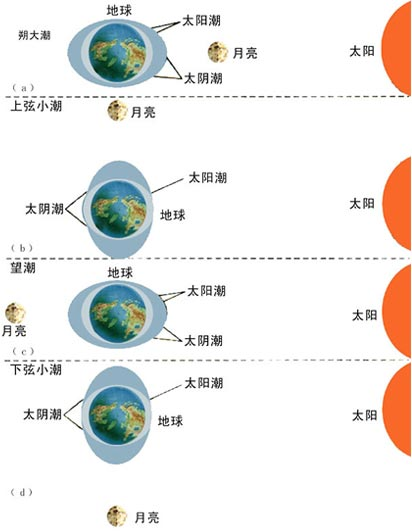 地球
太阳潮
朔大潮
月亮
太阳
太阴潮
(a)
上弦小潮
月亮
太阳潮
太阴潮
地球
太阳
(b)
望潮
地球
太阳潮
月亮
太阳
太阴潮
(c)
下弦小潮
太阳潮
太阴潮
地球
太阳
(d)
月亮